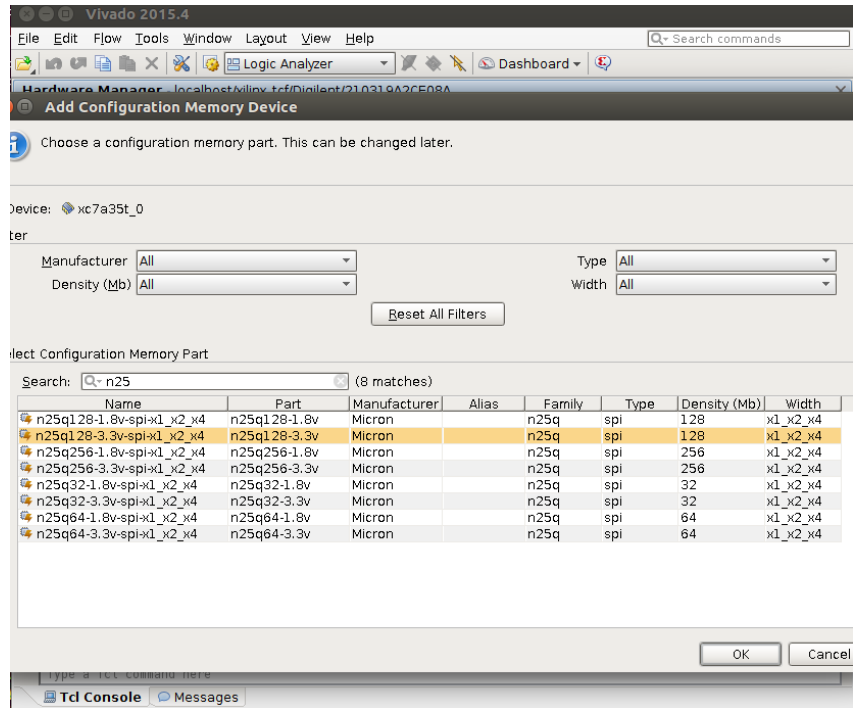 Vivado 2015.4
File Edit Flow Tools Window Layout View Help
Search commands
Logic Analyzer
Dashboard
Hardware Manager - localhost/xilinx_tcf/Digilent/210319A2CE08A
Add Configuration Memory Device
Choose a configuration memory part. This can be changed later.
Device: xc7a35t_0
ter
Manufacturer All Type All
Density (Mb) All Width All
Reset All Filters
elect Configuration Memory Part
Search: n25 (8 matches)
Name Part Manufacturer Alias Family Type Density (Mb) Width
n25q128-1.8v-spi-x1_x2_x4 n25q128-1.8v Micron n25q spi 128 x1_x2_x4
n25q128-3.3v-spi-x1_x2_x4 n25q128-3.3v Micron n25q spi 128 x1_x2_x4
n25q256-1.8v-spi-x1_x2_x4 n25q256-1.8v Micron n25q spi 256 x1_x2_x4
n25q256-3.3v-spi-x1_x2_x4 n25q256-3.3v Micron n25q spi 256 x1_x2_x4
n25q32-1.8v-spi-x1_x2_x4 n25q32-1.8v Micron n25q spi 32 x1_x2_x4
n25q32-3.3v-spi-x1_x2_x4 n25q32-3.3v Micron n25q spi 32 x1_x2_x4
n25q64-1.8v-spi-x1_x2_x4 n25q64-1.8v Micron n25q spi 64 x1_x2_x4
n25q64-3.3v-spi-x1_x2_x4 n25q64-3.3v Micron n25q spi 64 x1_x2_x4
OK Cancel
Type a Tcl command here
Tcl Console Messages